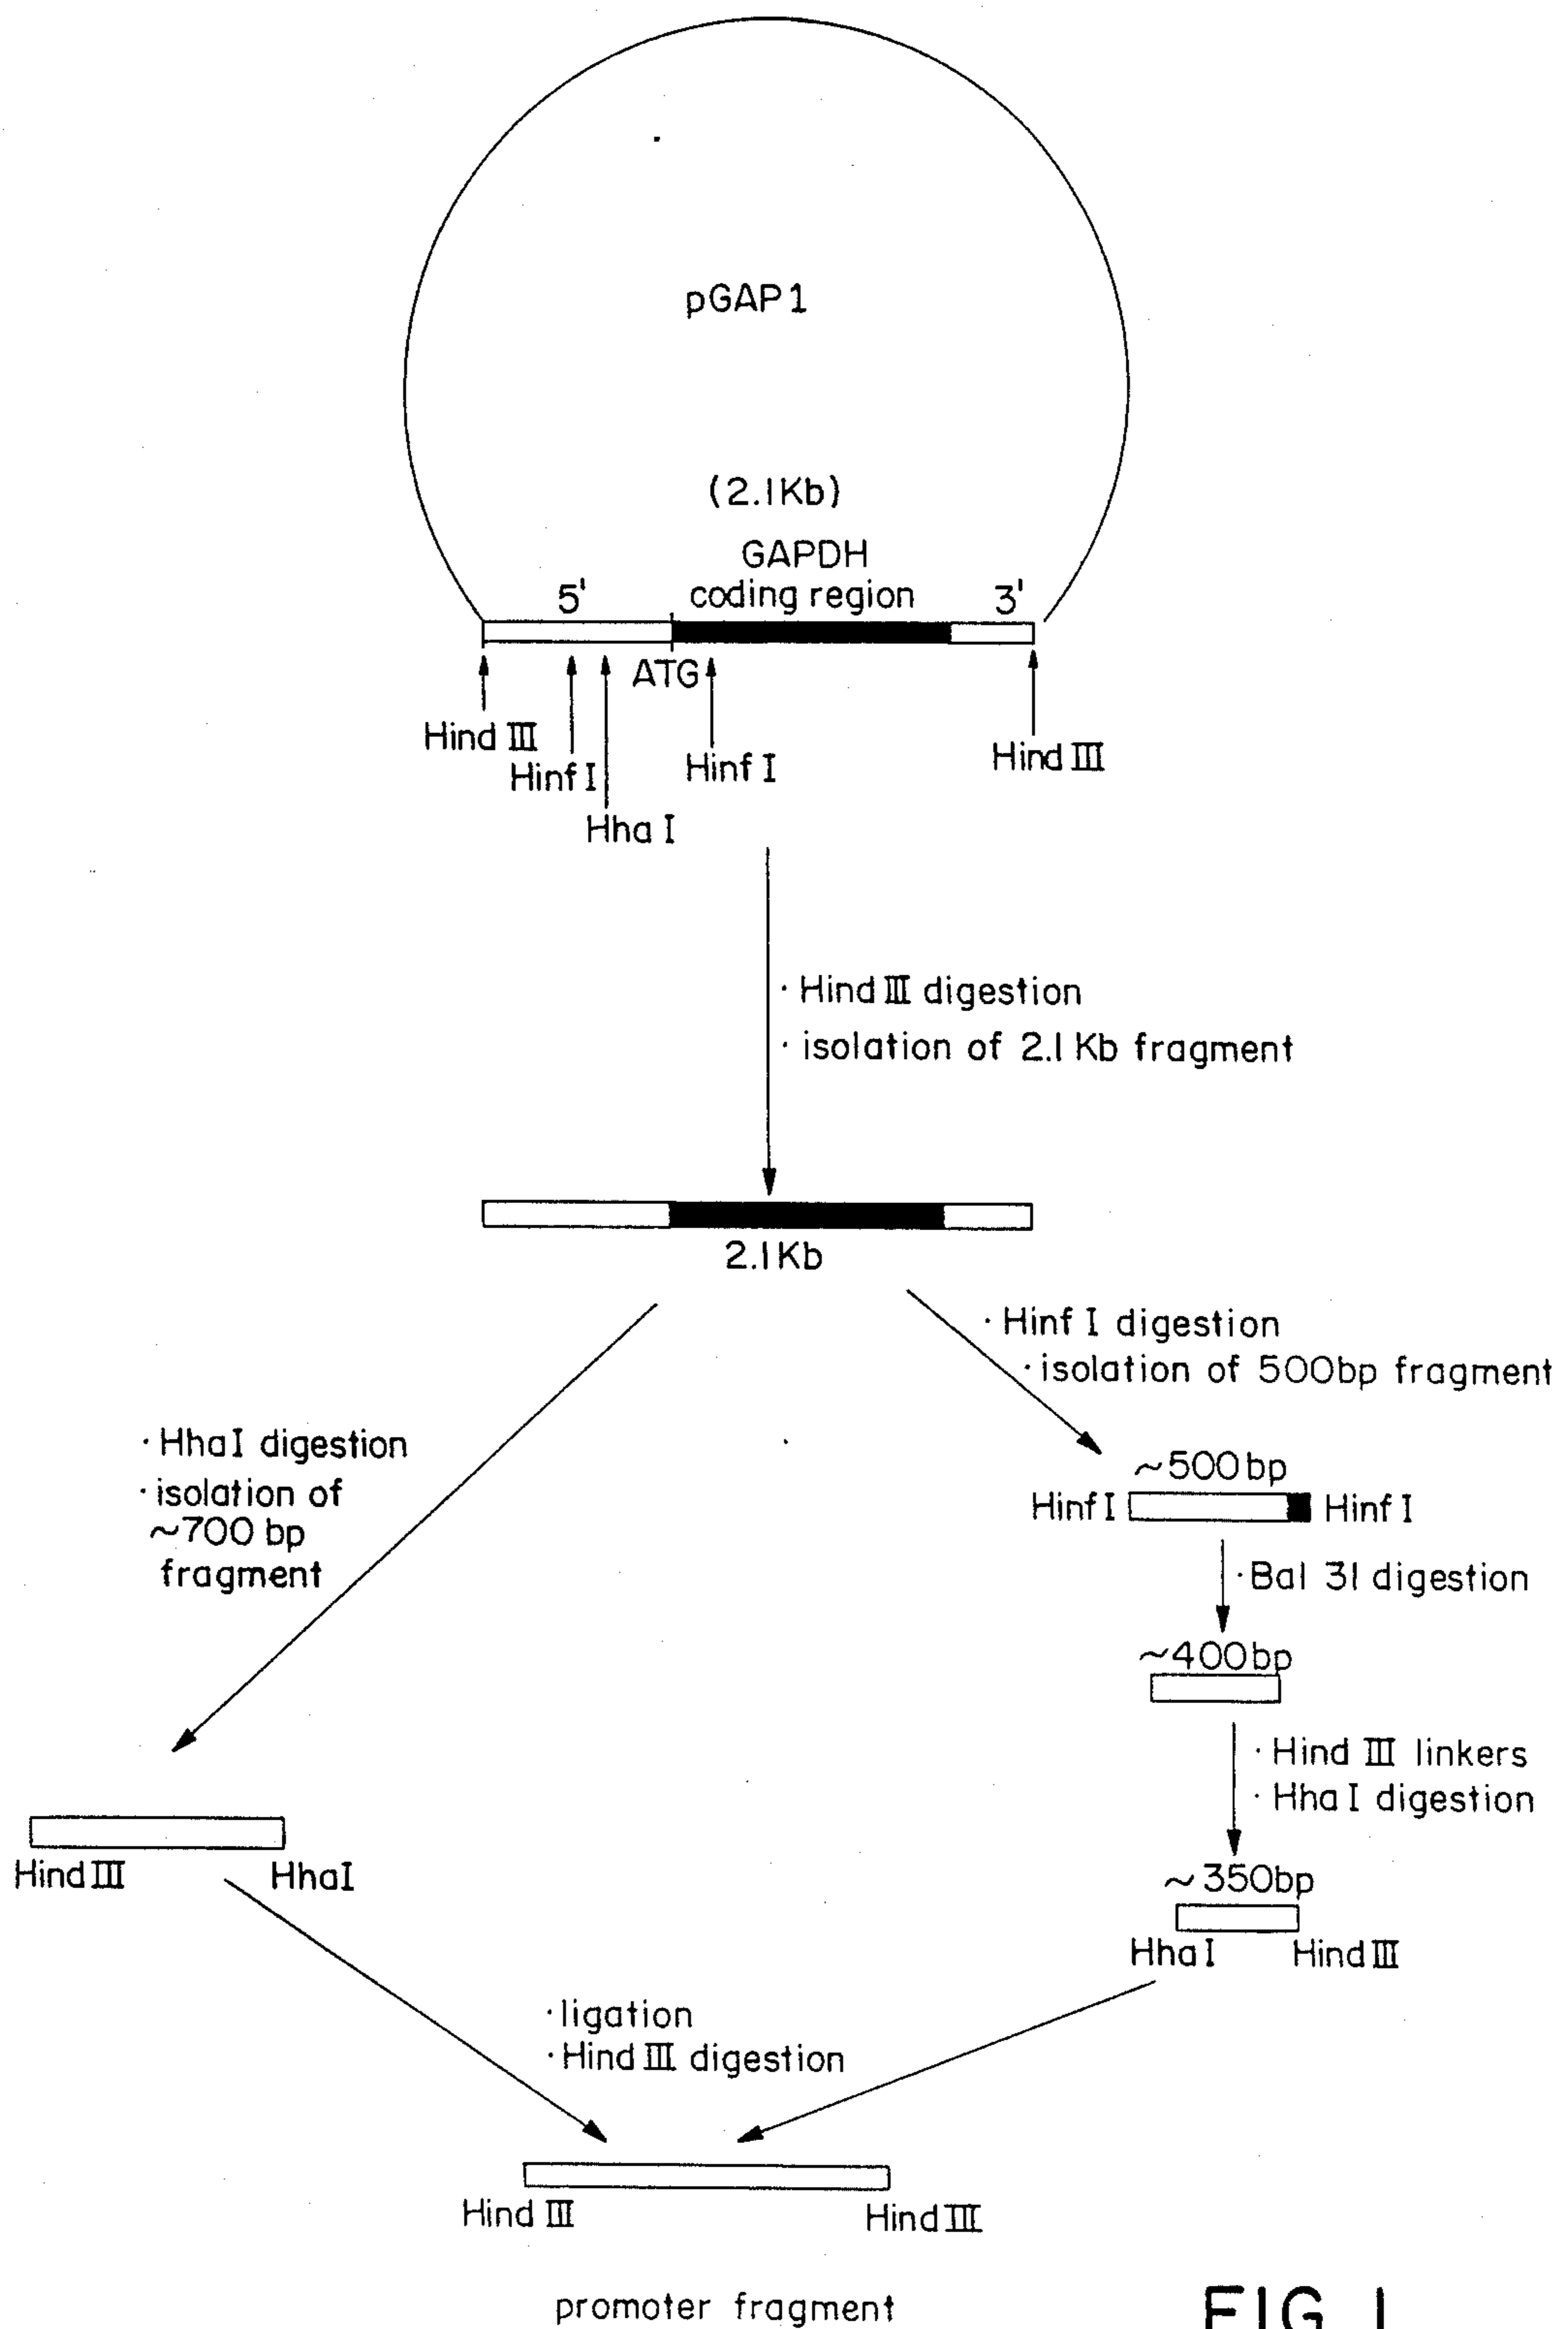 pGAP1
(2.1Kb)
GAPDH
coding region
5'
3'
ATG
Hind III
Hinf I
Hha I
Hinf I
Hind III
· Hind III digestion
· isolation of 2.1 Kb fragment
2.1Kb
· Hinf I digestion
· isolation of 500bp fragment
· HhaI digestion
· isolation of
~700 bp
fragment
~500bp
Hinf I
Hinf I
· Bal 31 digestion
~400bp
· Hind III linkers
· Hha I digestion
Hind III
HhaI
~350bp
Hha I
Hind III
· ligation
· Hind III digestion
Hind III
Hind III
promoter fragment
FIG. 1